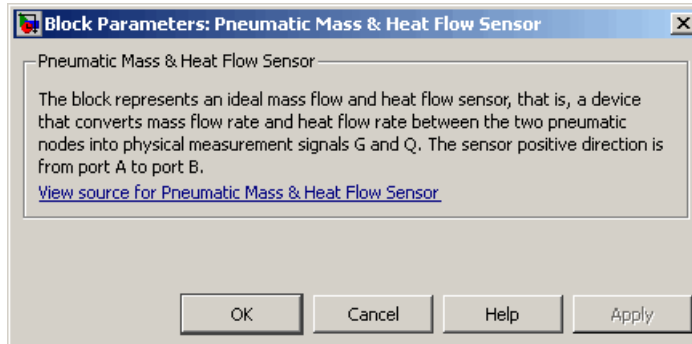 Block Parameters: Pneumatic Mass & Heat Flow Sensor
Pneumatic Mass & Heat Flow Sensor
The block represents an ideal mass flow and heat flow sensor, that is, a device
that converts mass flow rate and heat flow rate between the two pneumatic
nodes into physical measurement signals G and Q. The sensor positive direction is
from port A to port B.
View source for Pneumatic Mass & Heat Flow Sensor
OK Cancel Help Apply